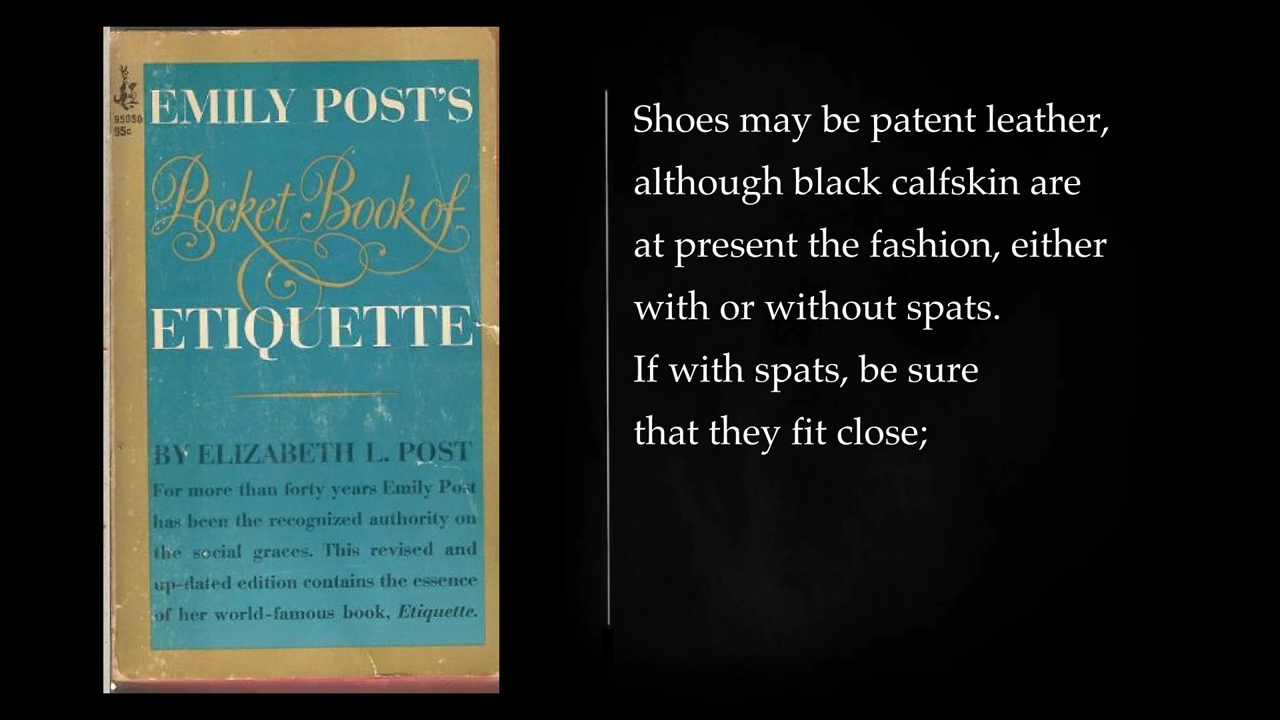 EMILY POST'S
Pocket Book of
ETIQUETTE
95050
95c
BY ELIZABETH L. POST
For more than forty years Emily Post
has been the recognized authority on
the social graces. This revised and
up-dated edition contains the essence
of her world-famous book, Etiquette.
Shoes may be patent leather,
although black calfskin are
at present the fashion, either
with or without spats.
If with spats, be sure
that they fit close;